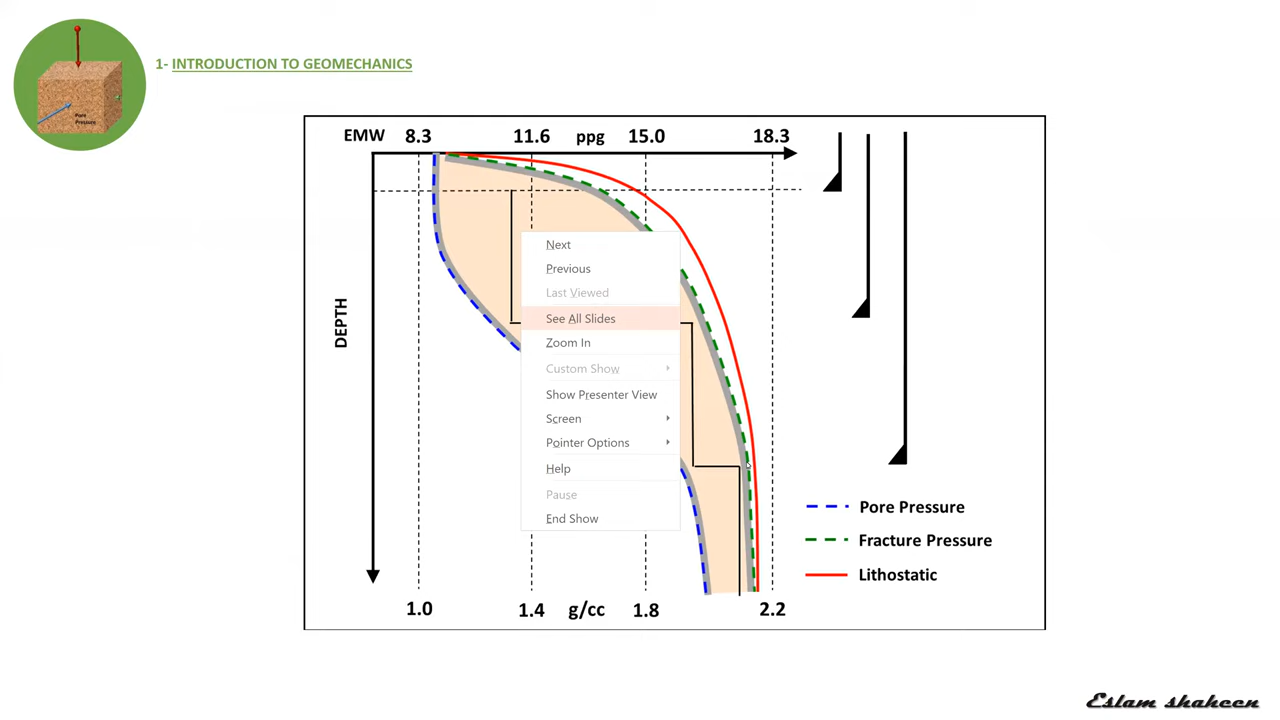 1- INTRODUCTION TO GEOMECHANICS
Pore
Pressure
EMW 8.3 11.6 ppg 15.0 18.3
DEPTH
Next
Previous
Last Viewed
See All Slides
Zoom In
Custom Show
Show Presenter View
Screen
Pointer Options
Help
Pause
End Show
Pore Pressure
Fracture Pressure
Lithostatic
1.0 1.4 g/cc 1.8 2.2
Eslam shaheen